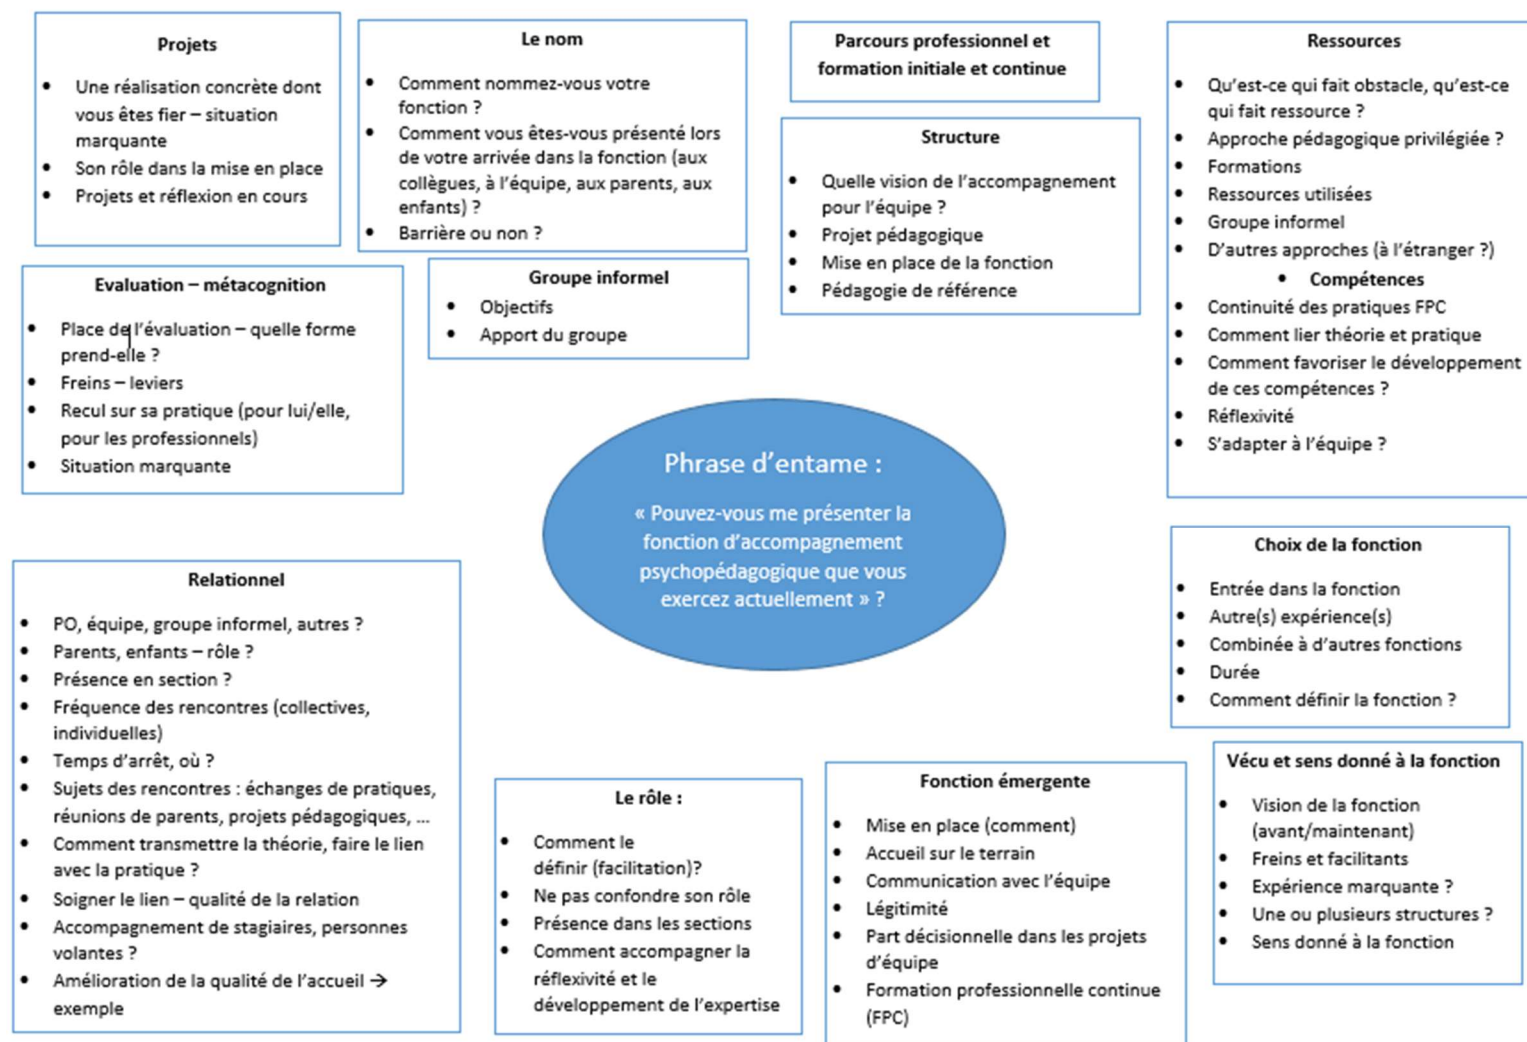 Projets
• Une réalisation concrète dont
vous êtes fier – situation
marquante
• Son rôle dans la mise en place
• Projets et réflexion en cours
Le nom
• Comment nommez-vous votre
fonction ?
• Comment vous êtes-vous présenté lors
de votre arrivée dans la fonction (aux
collègues, à l'équipe, aux parents, aux
enfants) ?
• Barrière ou non ?
Parcours professionnel et
formation initiale et continue
Structure
• Quelle vision de l'accompagnement
pour l'équipe ?
• Projet pédagogique
• Mise en place de la fonction
• Pédagogie de référence
Ressources
• Qu'est-ce qui fait obstacle, qu'est-ce
qui fait ressource ?
• Approche pédagogique privilégiée ?
• Formations
• Ressources utilisées
• Groupe informel
• D'autres approches (à l'étranger ?)
• Compétences
• Continuité des pratiques FPC
• Comment lier théorie et pratique
• Comment favoriser le développement
de ces compétences ?
• Réflexivité
• S'adapter à l'équipe ?
Evaluation – métacognition
• Place de l'évaluation – quelle forme
prend-elle ?
• Freins – leviers
• Recul sur sa pratique (pour lui/elle,
pour les professionnels)
• Situation marquante
Groupe informel
• Objectifs
• Apport du groupe
Phrase d'entame :
« Pouvez-vous me présenter la
fonction d'accompagnement
psychopédagogique que vous
exercez actuellement » ?
Relationnel
• PO, équipe, groupe informel, autres ?
• Parents, enfants – rôle ?
• Présence en section ?
• Fréquence des rencontres (collectives,
individuelles)
• Temps d'arrêt, où ?
• Sujets des rencontres : échanges de pratiques,
réunions de parents, projets pédagogiques, ...
• Comment transmettre la théorie, faire le lien
avec la pratique ?
• Soigner le lien – qualité de la relation
• Accompagnement de stagiaires, personnes
volantes ?
• Amélioration de la qualité de l'accueil →
exemple
Le rôle :
• Comment le
définir (facilitation)?
• Ne pas confondre son rôle
• Présence dans les sections
• Comment accompagner la
réflexivité et le
développement de l'expertise
Fonction émergente
• Mise en place (comment)
• Accueil sur le terrain
• Communication avec l'équipe
• Légitimité
• Part décisionnelle dans les projets
d'équipe
• Formation professionnelle continue
(FPC)
Choix de la fonction
• Entrée dans la fonction
• Autre(s) expérience(s)
• Combinée à d'autres fonctions
• Durée
• Comment définir la fonction ?
Vécu et sens donné à la fonction
• Vision de la fonction
(avant/maintenant)
• Freins et facilitants
• Expérience marquante ?
• Une ou plusieurs structures ?
• Sens donné à la fonction